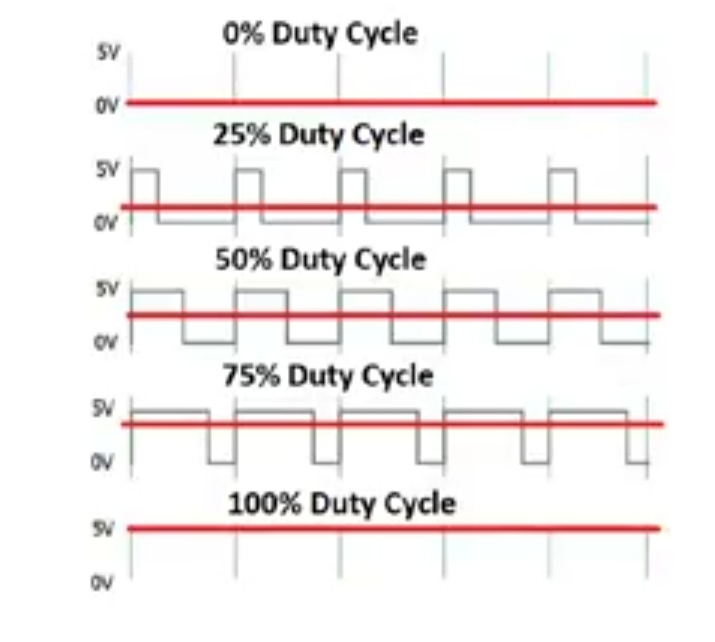 0% Duty Cycle
5V
0V
25% Duty Cycle
5V
0V
50% Duty Cycle
5V
0V
75% Duty Cycle
5V
0V
100% Duty Cycle
5V
0V